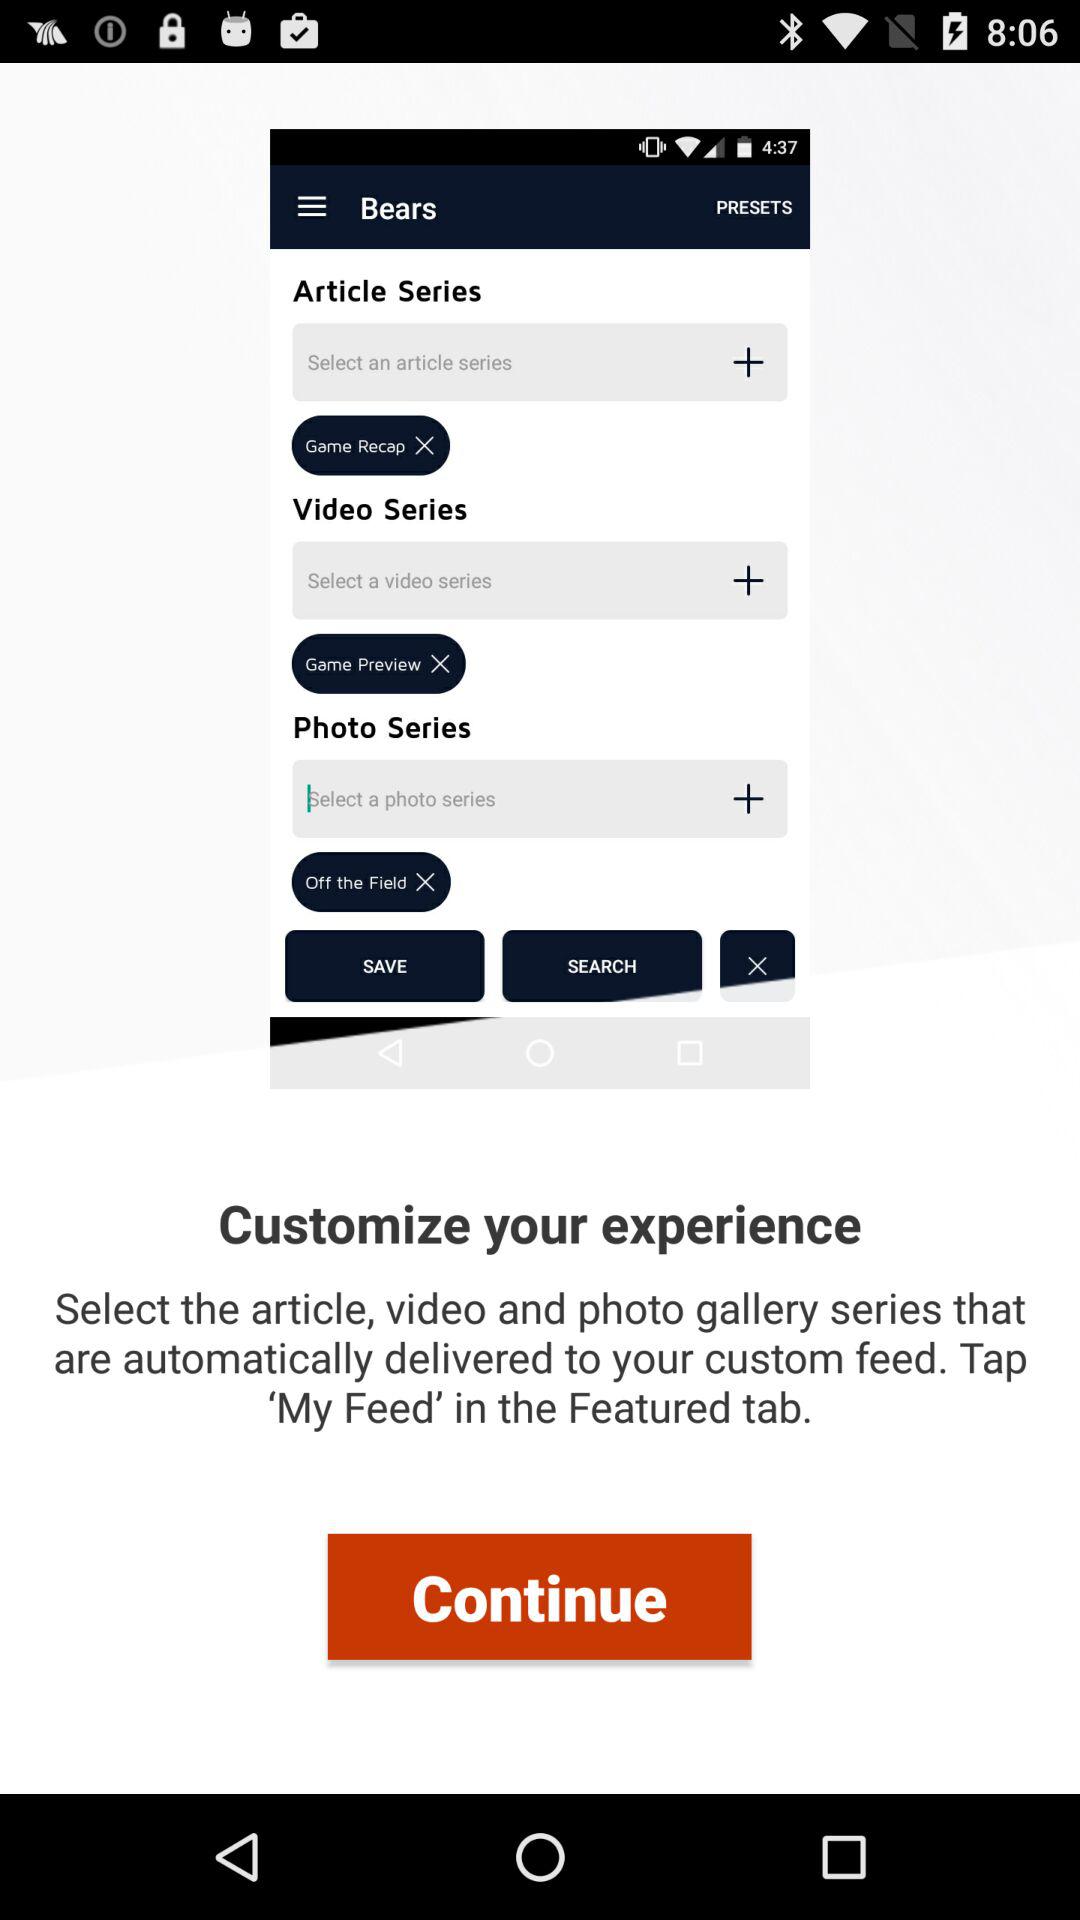 8:06
4:37
Bears PRESETS
Article Series
Select an article series
Game Recap
Video Series
Select a video series
Game Preview
Photo Series
Select a photo series
Off the Field
SAVE SEARCH
Customize your experience
Select the article, video and photo gallery series that
are automatically delivered to your custom feed. Tap
‘My Feed’ in the Featured tab.
Continue